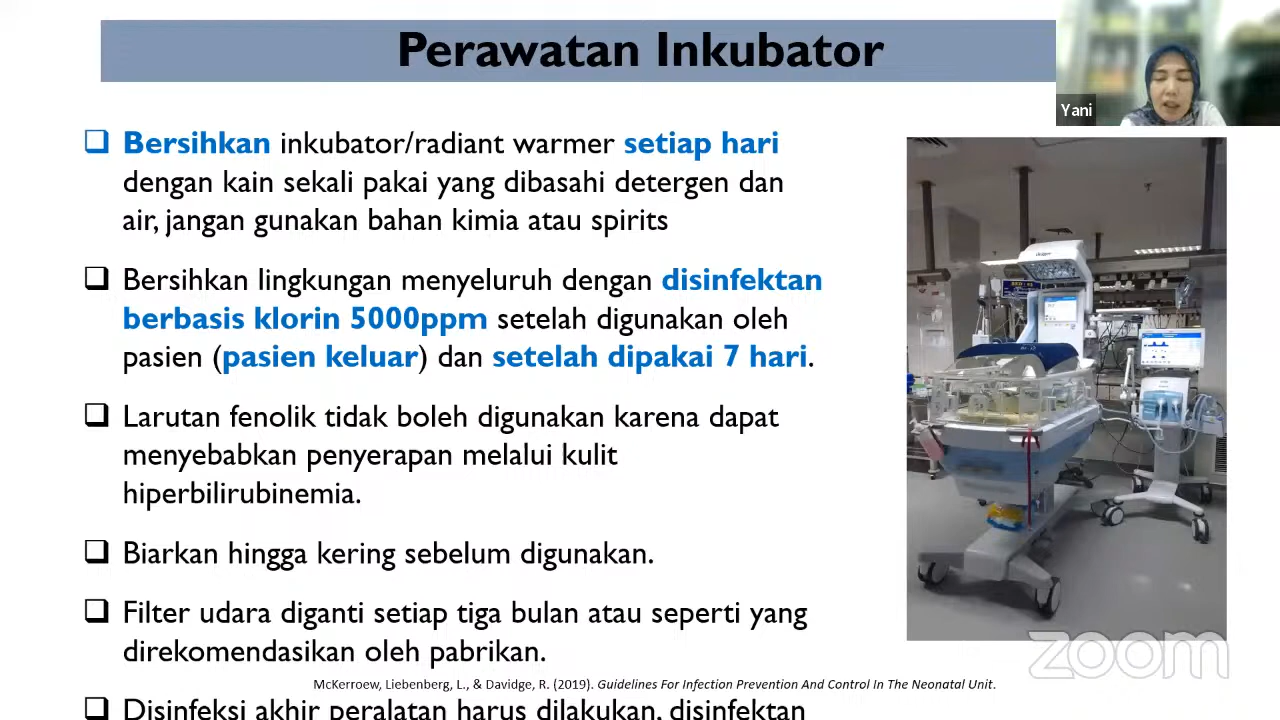 Perawatan Inkubator
Yani
❑ Bersihkan inkubator/radiant warmer setiap hari
dengan kain sekali pakai yang dibasahi detergen dan
air, jangan gunakan bahan kimia atau spirits
❑ Bersihkan lingkungan menyeluruh dengan disinfektan
berbasis klorin 5000ppm setelah digunakan oleh
pasien (pasien keluar) dan setelah dipakai 7 hari.
❑ Larutan fenolik tidak boleh digunakan karena dapat
menyebabkan penyerapan melalui kulit
hiperbilirubinemia.
❑ Biarkan hingga kering sebelum digunakan.
❑ Filter udara diganti setiap tiga bulan atau seperti yang
direkomendasikan oleh pabrikan.
zoom
McKerroew, Liebenberg, L., & Davidge, R. (2019). Guidelines For Infection Prevention And Control In The Neonatal Unit.
❑ Disinfeksi akhir peralatan harus dilakukan, disinfektan